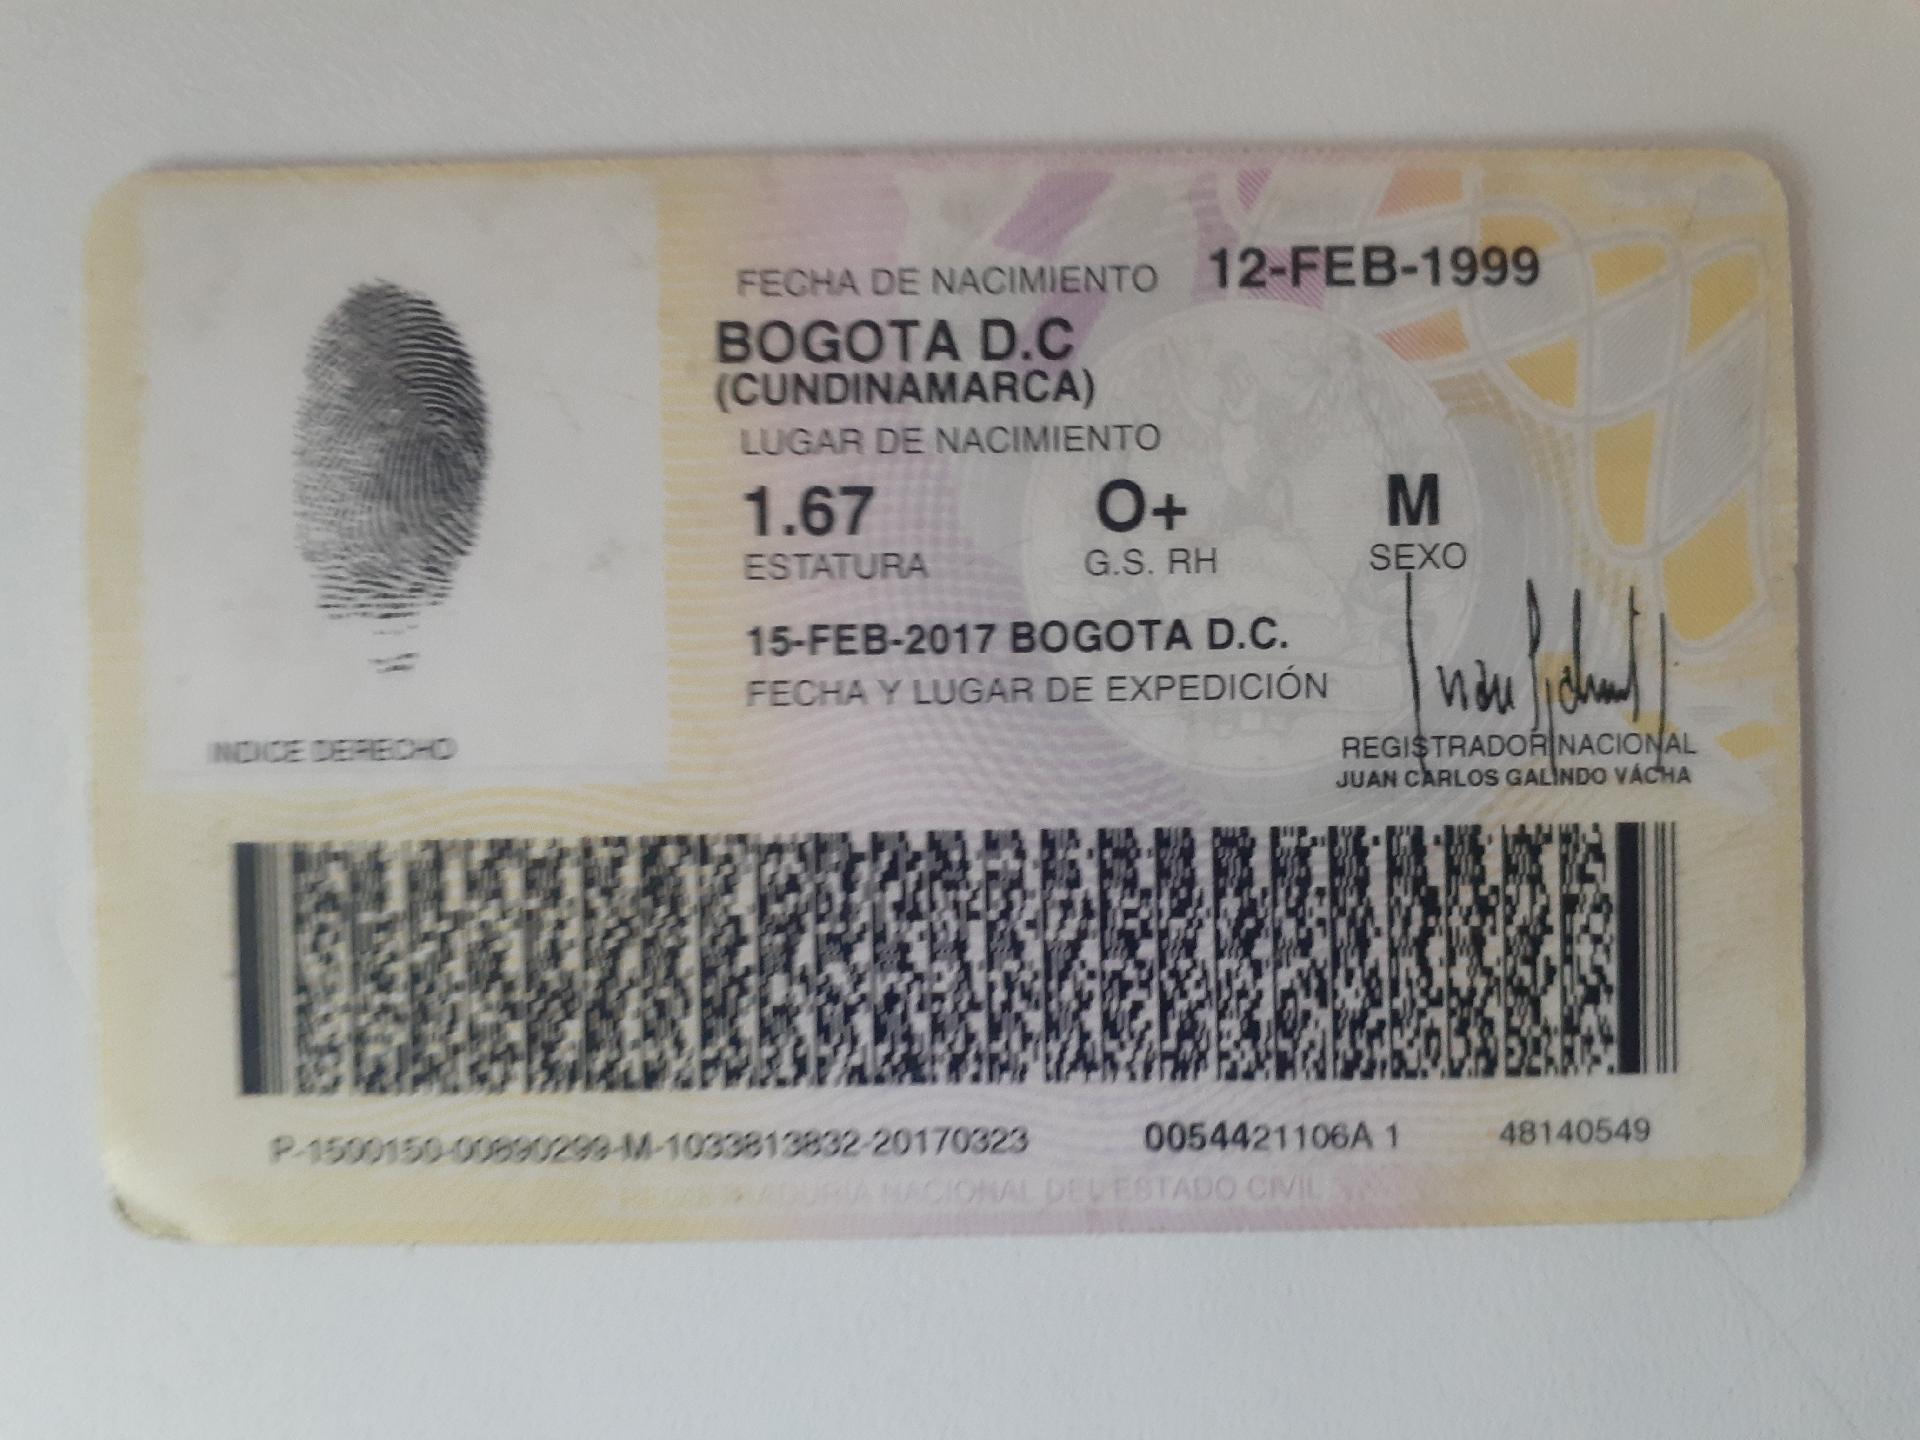 FECHA DE NACIMIENTO 12-FEB-1999
BOGOTA D.C
(CUNDINAMARCA)
LUGAR DE NACIMIENTO
1.67 O+ M
ESTATURA G.S. RH SEXO
15-FEB-2017 BOGOTA D.C.
FECHA Y LUGAR DE EXPEDICIÓN
INDICE DERECHO
REGISTRADOR NACIONAL
JUAN CARLOS GALINDO VÁCHA
P-1500150-00890299-M-1033813832-20170323 0054421106A 1 48140549
REGISTRADURIA NACIONAL DEL ESTADO CIVIL